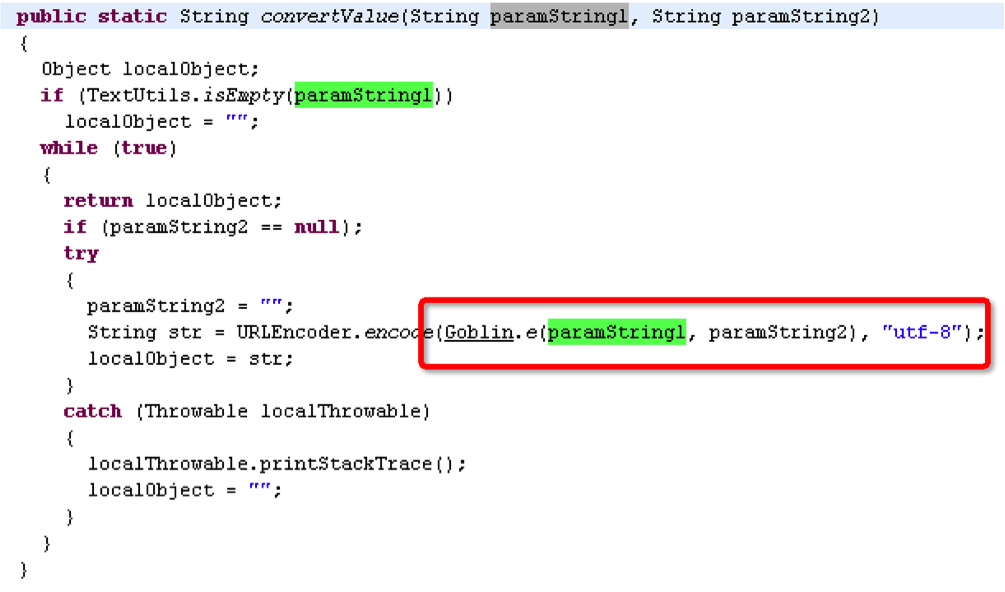 public static String convertValue(String paramString1, String paramString2)
{
Object localObject;
if (TextUtils.isEmpty(paramString1))
localObject = "";
while (true)
{
return localObject;
if (paramString2 == null);
try
{
paramString2 = "";
String str = URLEncoder.encode(Goblin.e(paramString1, paramString2), "utf-8");
localObject = str;
}
catch (Throwable localThrowable)
{
localThrowable.printStackTrace();
localObject = "";
}
}
}